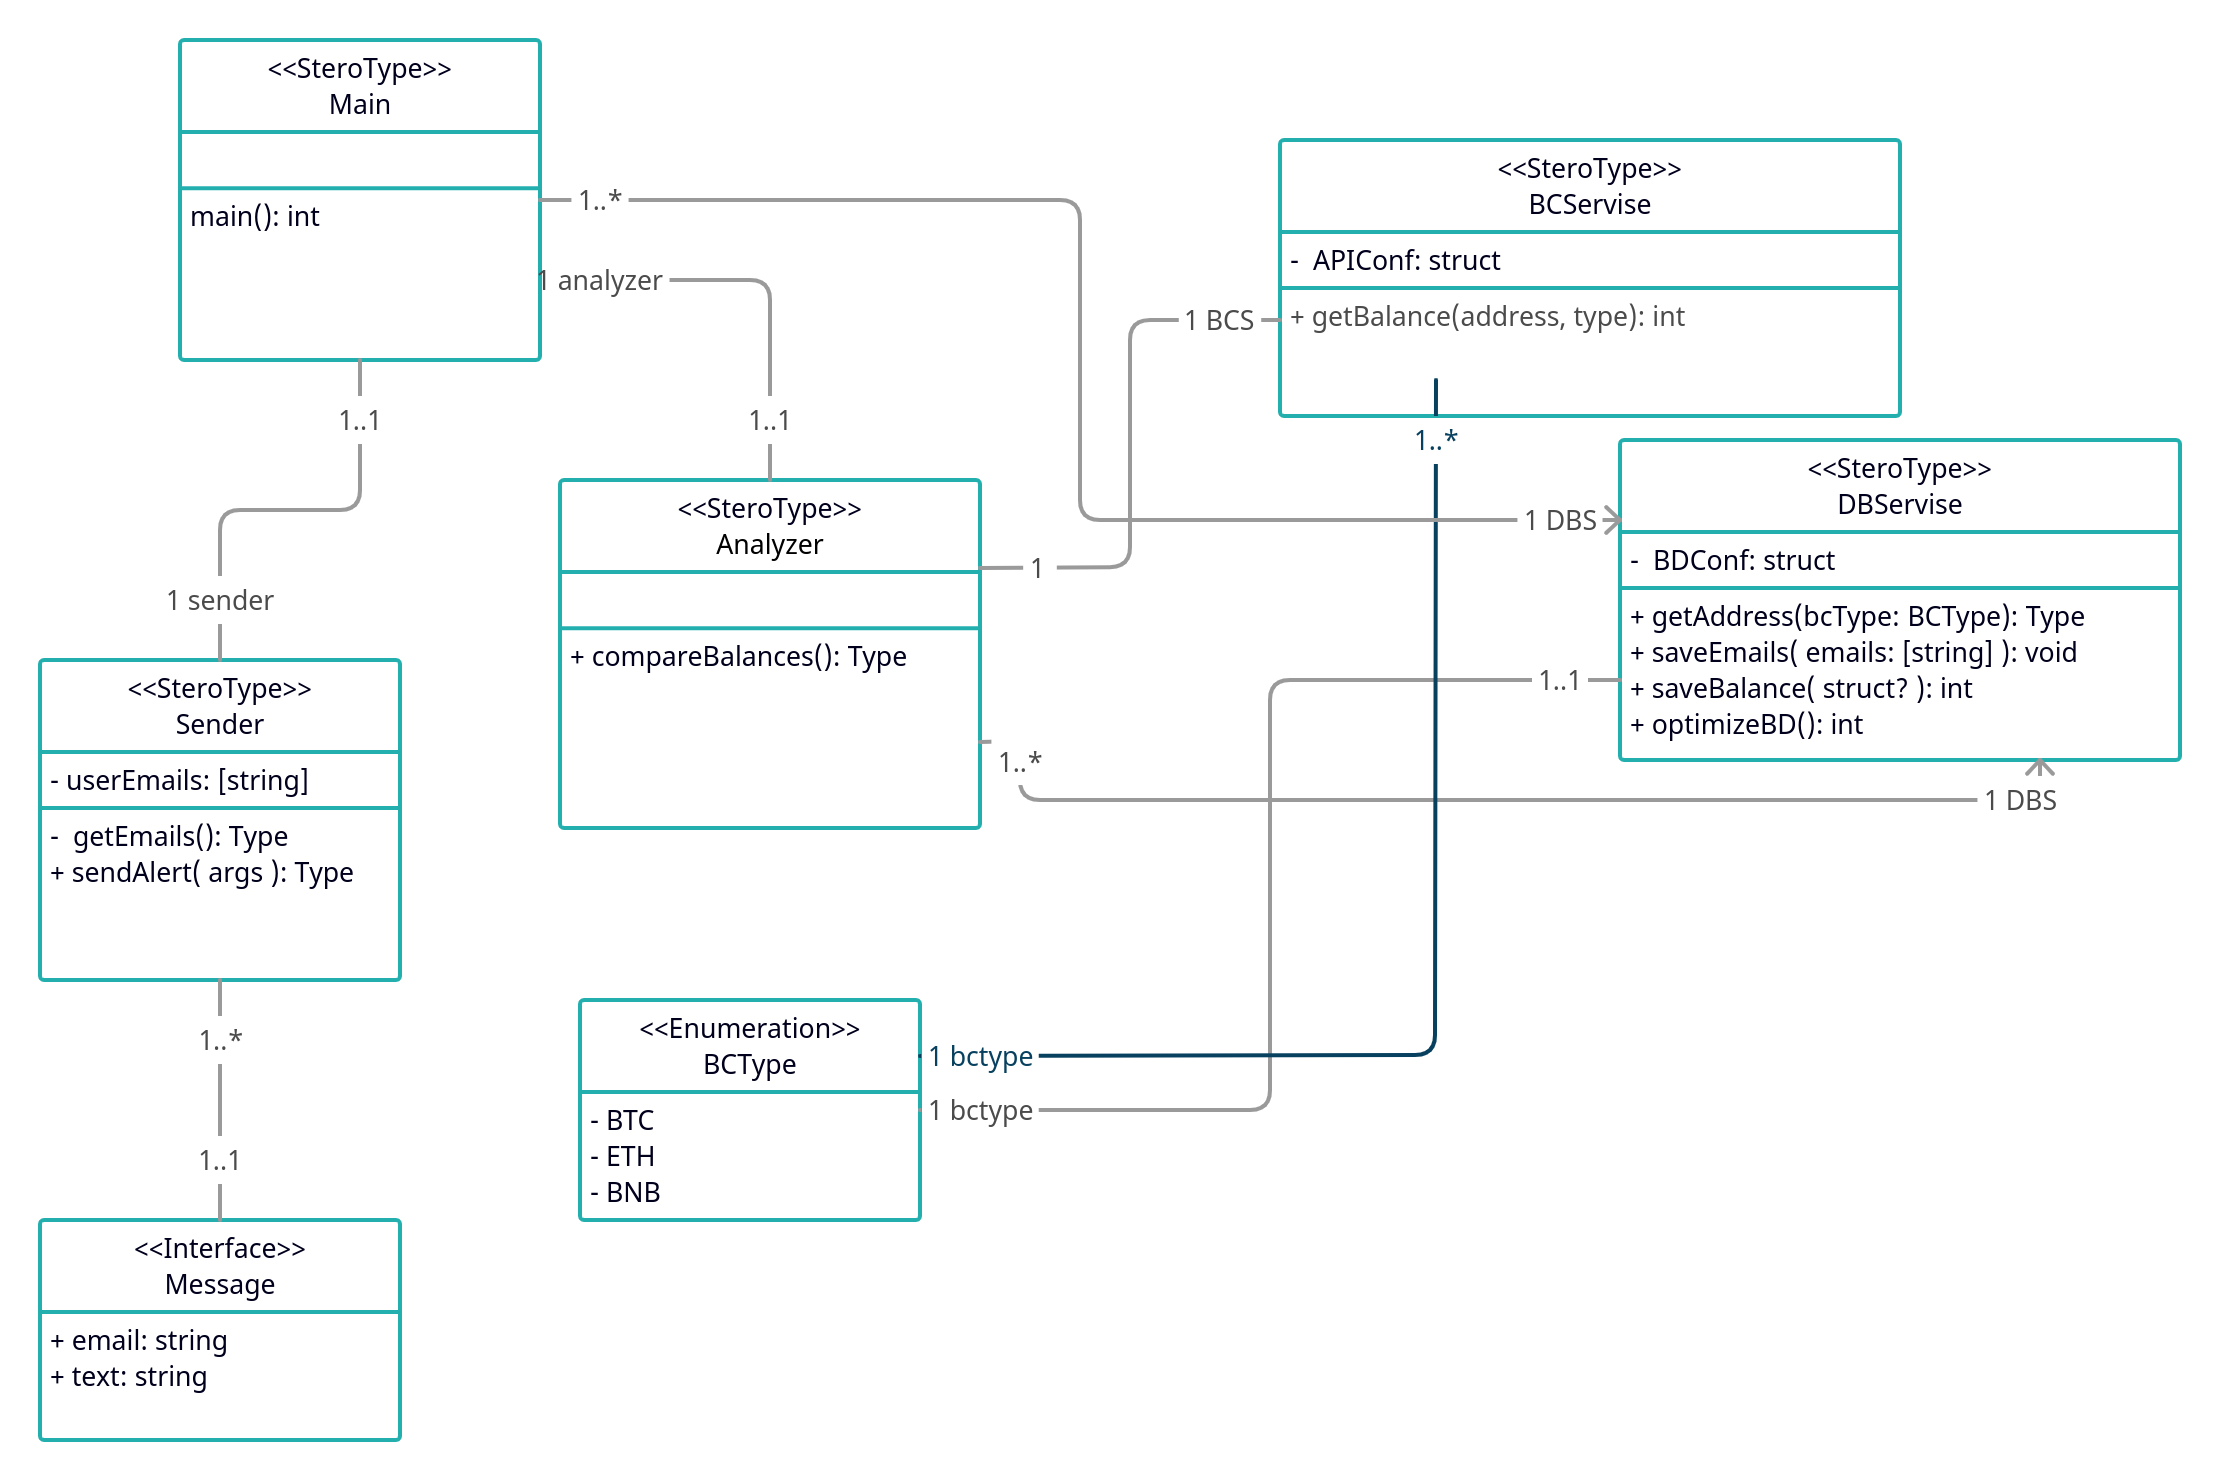 <<SteroType>>
Main
main(): int
1..*
1 analyzer
1..1
1..1
1 sender
<<SteroType>>
BCServise
-  APIConf: struct
+ getBalance(address, type): int
1 BCS
1..*
<<SteroType>>
DBServise
-  BDConf: struct
+ getAddress(bcType: BCType): Type
+ saveEmails( emails: [string] ): void
+ saveBalance( struct? ): int
+ optimizeBD(): int
1 DBS
1..1
1 DBS
<<SteroType>>
Analyzer
+ compareBalances(): Type
1
1..*
<<SteroType>>
Sender
- userEmails: [string]
-  getEmails(): Type
+ sendAlert( args ): Type
1..*
1..1
<<Enumeration>>
BCType
- BTC
- ETH
- BNB
1 bctype
1 bctype
<<Interface>>
Message
+ email: string
+ text: string